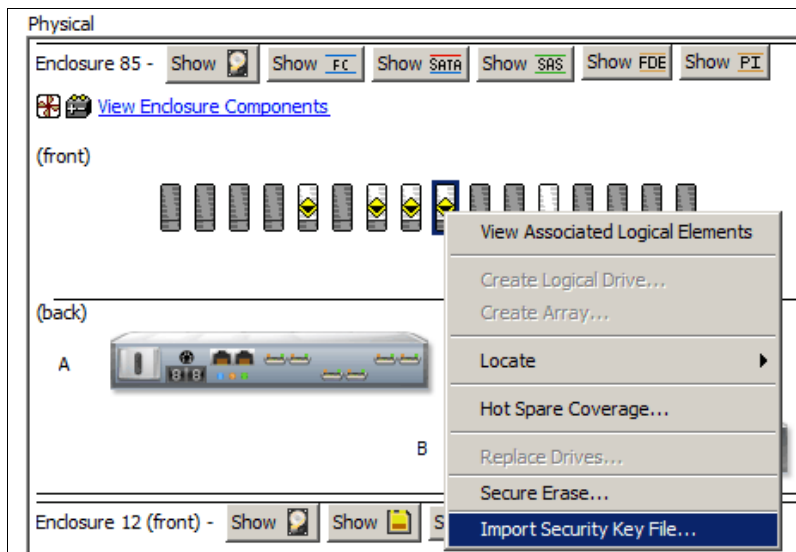 Physical
Enclosure 85 - Show Show FC Show SATA Show SAS Show FDE Show PI
View Enclosure Components
(front)
View Associated Logical Elements
Create Logical Drive...
Create Array...
(back)
A
Locate
Hot Spare Coverage...
B
Replace Drives...
Secure Erase...
Enclosure 12 (front) - Show Show S
Import Security Key File...